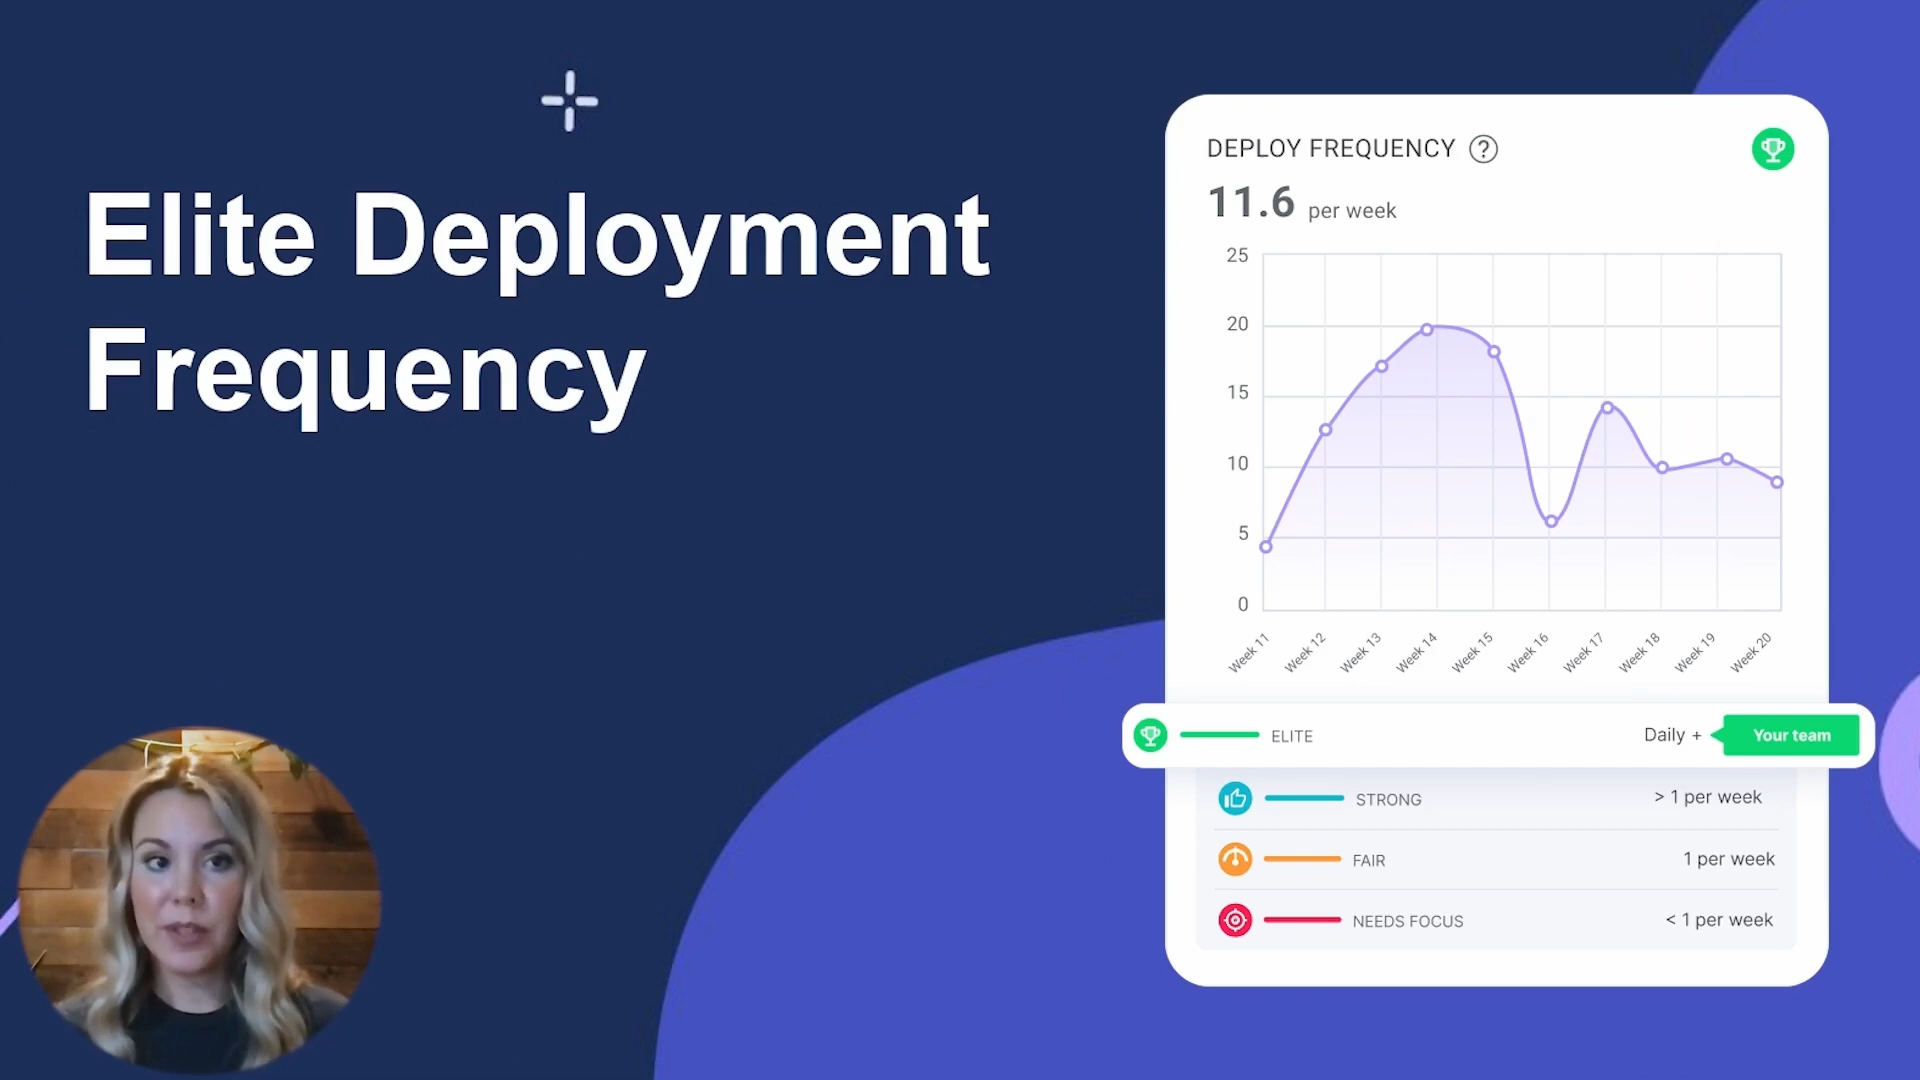 Elite Deployment
Frequency
DEPLOY FREQUENCY ?
11.6 per week
25
20
15
10
5
0
Week 11 Week 12 Week 13 Week 14 Week 15 Week 16 Week 17 Week 18 Week 19 Week 20
ELITE Daily + Your team
STRONG > 1 per week
FAIR 1 per week
NEEDS FOCUS < 1 per week